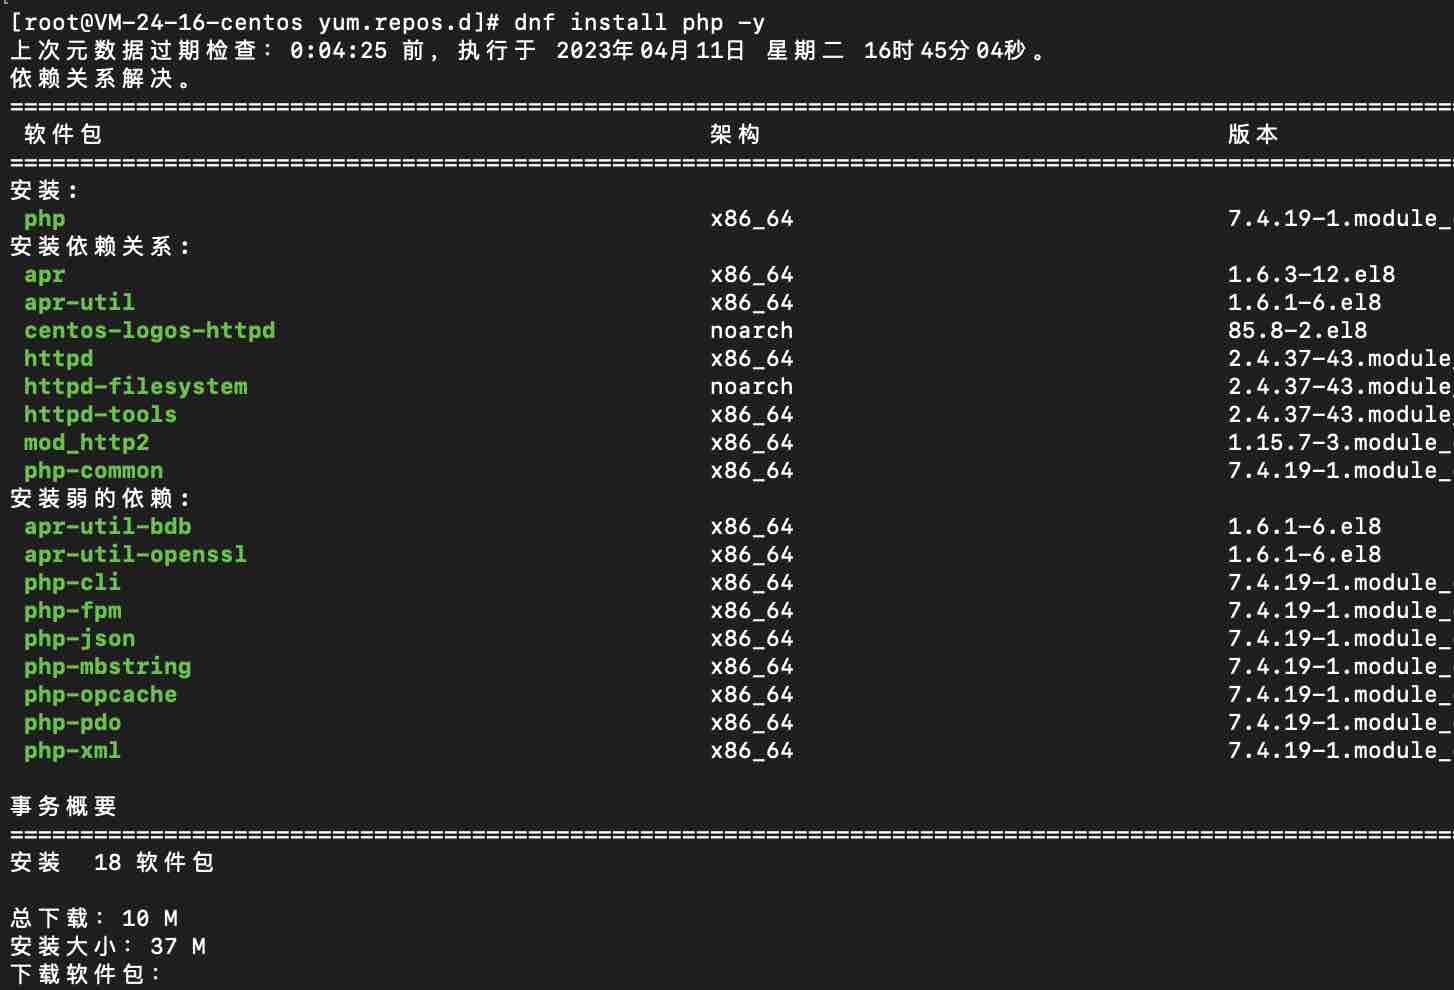 [root@VM-24-16-centos yum.repos.d]# dnf install php -y
上次元数据过期检查：0:04:25 前，执行于 2023年04月11日 星期二 16时45分04秒。
依赖关系解决。
================================================================================
软件包 架构 版本
================================================================================
安装:
php x86_64 7.4.19-1.module_
安装依赖关系:
apr x86_64 1.6.3-12.el8
apr-util x86_64 1.6.1-6.el8
centos-logos-httpd noarch 85.8-2.el8
httpd x86_64 2.4.37-43.module_
httpd-filesystem noarch 2.4.37-43.module_
httpd-tools x86_64 2.4.37-43.module_
mod_http2 x86_64 1.15.7-3.module_
php-common x86_64 7.4.19-1.module_
安装弱的依赖:
apr-util-bdb x86_64 1.6.1-6.el8
apr-util-openssl x86_64 1.6.1-6.el8
php-cli x86_64 7.4.19-1.module_
php-fpm x86_64 7.4.19-1.module_
php-json x86_64 7.4.19-1.module_
php-mbstring x86_64 7.4.19-1.module_
php-opcache x86_64 7.4.19-1.module_
php-pdo x86_64 7.4.19-1.module_
php-xml x86_64 7.4.19-1.module_
事务概要
================================================================================
安装 18 软件包
总下载：10 M
安装大小：37 M
下载软件包：